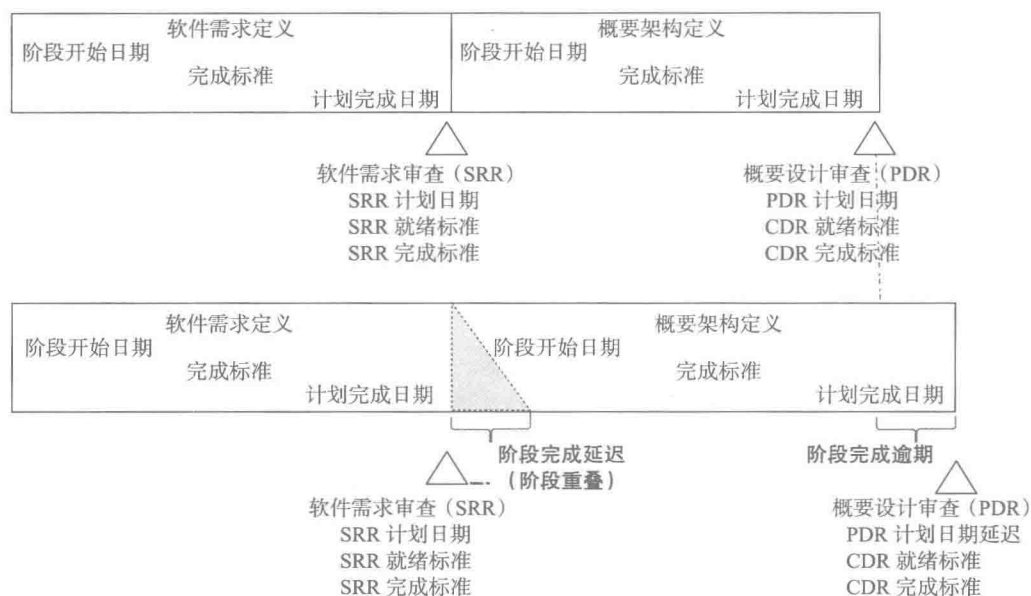 软件需求定义
阶段开始日期
完成标准
计划完成日期
概要架构定义
阶段开始日期
完成标准
计划完成日期
软件需求审查（SRR）
SRR 计划日期
SRR 就绪标准
SRR 完成标准
概要设计审查（PDR）
PDR 计划日期
CDR 就绪标准
CDR 完成标准
软件需求定义
阶段开始日期
完成标准
计划完成日期
概要架构定义
阶段开始日期
完成标准
计划完成日期
阶段完成延迟
（阶段重叠）
阶段完成逾期
软件需求审查（SRR）
SRR 计划日期
SRR 就绪标准
SRR 完成标准
概要设计审查（PDR）
PDR 计划日期延迟
CDR 就绪标准
CDR 完成标准